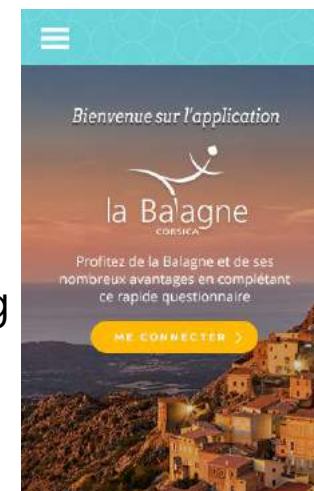 Bienvenue sur l'application
la Balagne
CORSICA
Profitez de la Balagne et de ses
nombreux avantages en complétant
ce rapide questionnaire
g
ME CONNECTER >